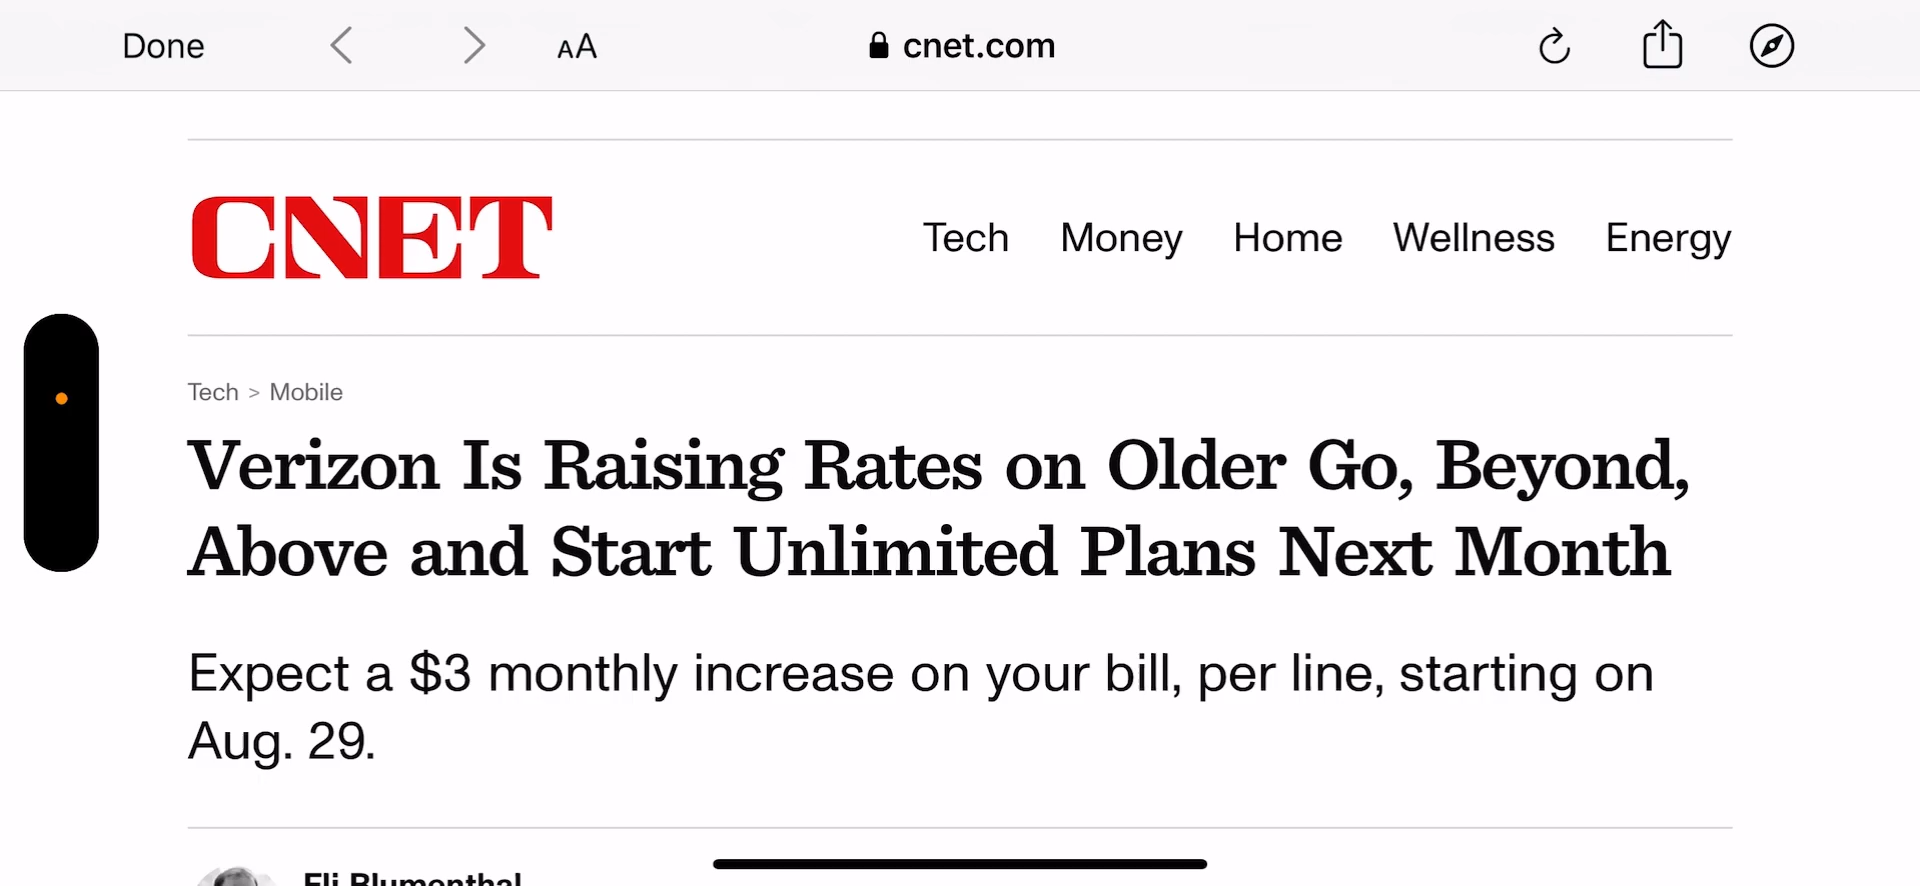 Done
AA
cnet.com
CNET
Tech Money Home Wellness Energy
Tech > Mobile
Verizon Is Raising Rates on Older Go, Beyond,
Above and Start Unlimited Plans Next Month
Expect a $3 monthly increase on your bill, per line, starting on
Aug. 29.
Eli Blumenthal